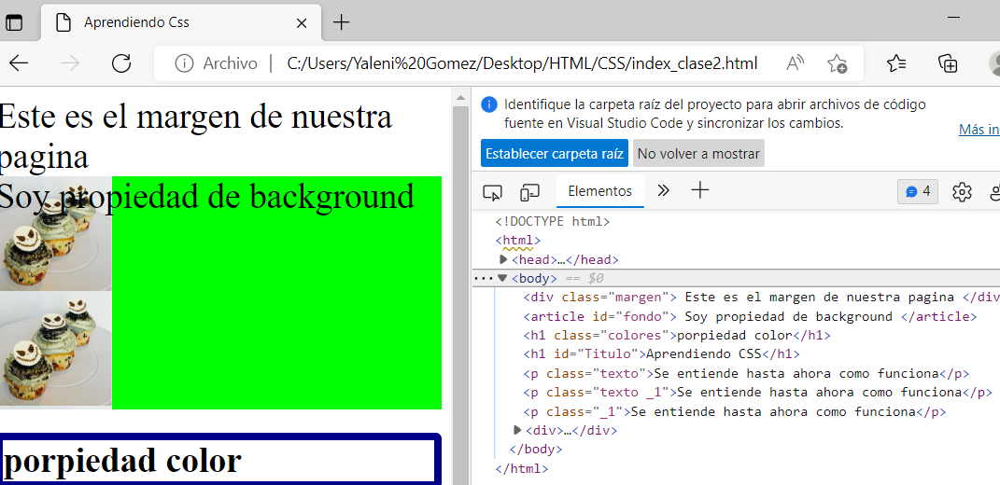 Aprendiendo Css
Archivo | C:/Users/Yaleni%20Gomez/Desktop/HTML/CSS/index_clase2.html
Este es el margen de nuestra
pagina
Soy propiedad de background
porpiedad color
Identifique la carpeta raíz del proyecto para abrir archivos de código
fuente en Visual Studio Code y sincronizar los cambios.
Más in
Establecer carpeta raíz No volver a mostrar
Elementos 4
<!DOCTYPE html>
<html>
<head>…</head>
<body> == $0
<div class="margen"> Este es el margen de nuestra pagina </div
<article id="fondo"> Soy propiedad de background </article>
<h1 class="colores">porpiedad color</h1>
<h1 id="Titulo">Aprendiendo CSS</h1>
<p class="texto">Se entiende hasta ahora como funciona</p>
<p class="texto _1">Se entiende hasta ahora como funciona</p>
<p class="_1">Se entiende hasta ahora como funciona</p>
<div>…</div>
</body>
</html>